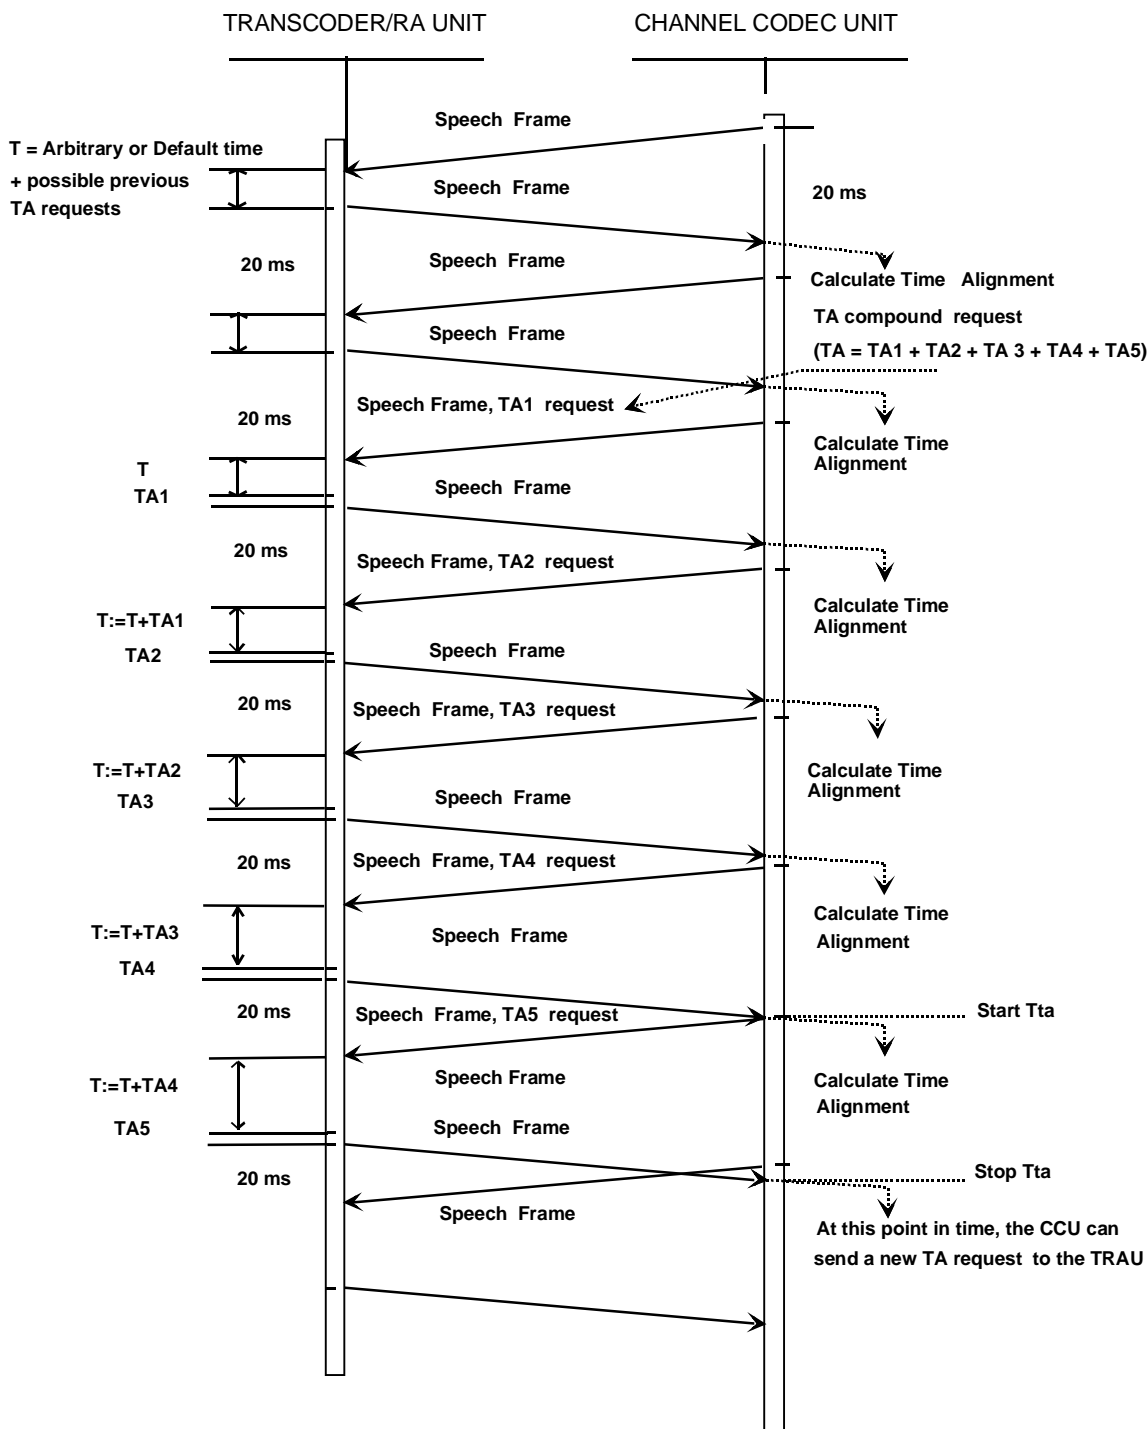 TRANSCODER/RA UNIT
CHANNEL CODEC UNIT
Speech Frame
T = Arbitrary or Default time
+ possible previous
TA requests
Speech Frame
20 ms
20 ms
Speech Frame
Calculate Time Alignment
TA compound request
(TA = TA1 + TA2 + TA 3 + TA4 + TA5)
Speech Frame
Speech Frame, TA1 request
20 ms
Calculate Time
Alignment
T
TA1
Speech Frame
20 ms
Speech Frame, TA2 request
Calculate Time
Alignment
T:=T+TA1
TA2
Speech Frame
20 ms
Speech Frame, TA3 request
Calculate Time
Alignment
T:=T+TA2
TA3
Speech Frame
20 ms
Speech Frame, TA4 request
Calculate Time
Alignment
T:=T+TA3
TA4
Speech Frame
20 ms
Speech Frame, TA5 request
Start Tta
Speech Frame
Calculate Time
Alignment
T:=T+TA4
TA5
Speech Frame
20 ms
Stop Tta
Speech Frame
At this point in time, the CCU can
send a new TA request to the TRAU